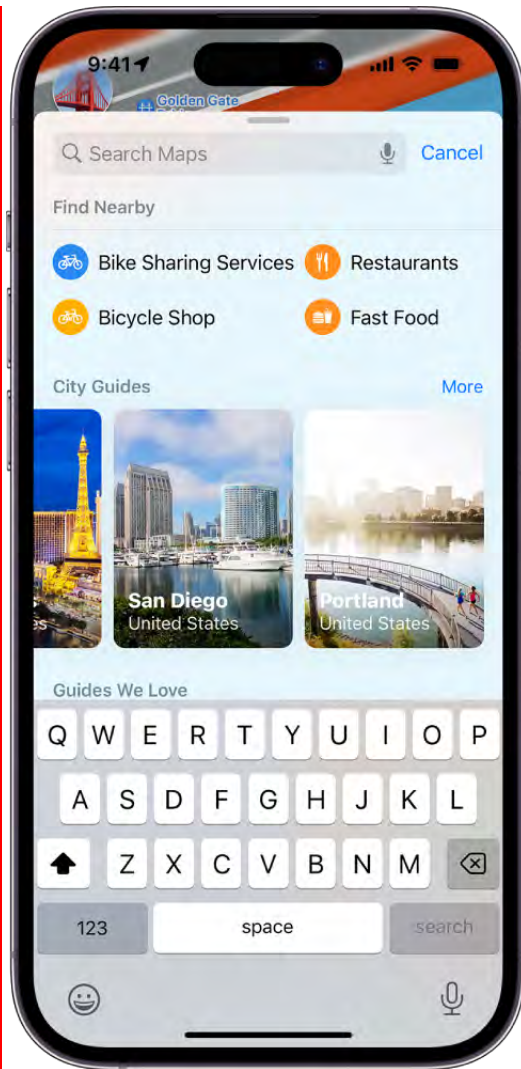 9:41
Golden Gate
Search Maps
Cancel
Find Nearby
Bike Sharing Services
Restaurants
Bicycle Shop
Fast Food
City Guides
More
San Diego
United States
Portland
United States
Guides We Love
Q W E R T Y U I O P
A S D F G H J K L
Z X C V B N M
123
space
search